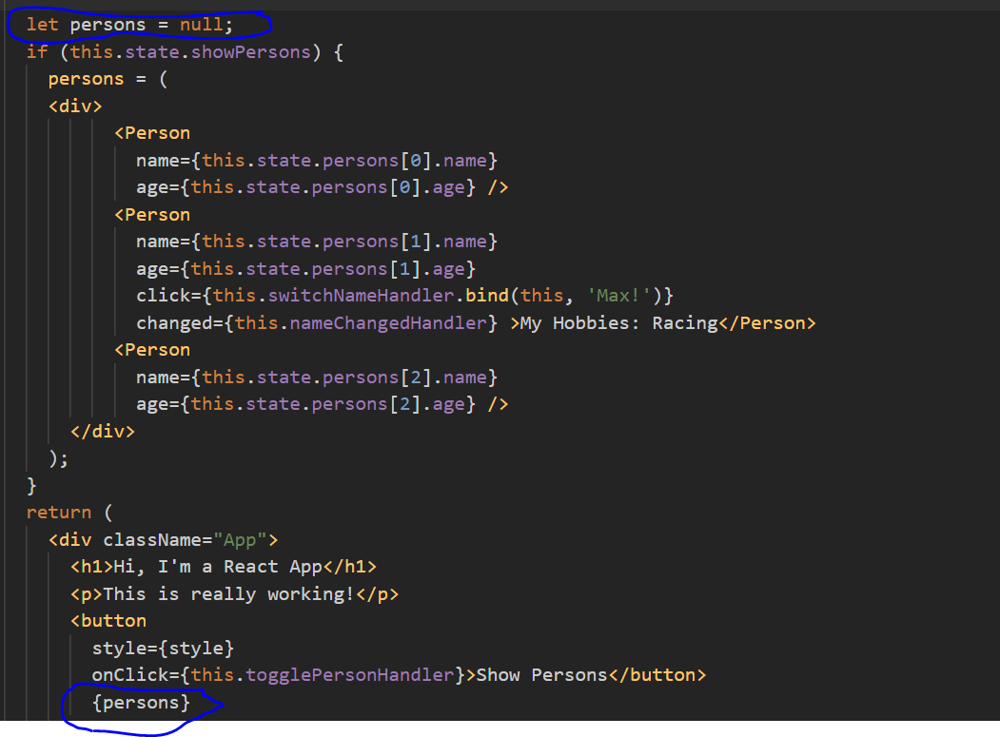 let persons = null;
if (this.state.showPersons) {
persons = (
<div>
<Person
name={this.state.persons[0].name}
age={this.state.persons[0].age} />
<Person
name={this.state.persons[1].name}
age={this.state.persons[1].age}
click={this.switchNameHandler.bind(this, 'Max!')}
changed={this.nameChangedHandler} >My Hobbies: Racing</Person>
<Person
name={this.state.persons[2].name}
age={this.state.persons[2].age} />
</div>
);
}
return (
<div className="App">
<h1>Hi, I'm a React App</h1>
<p>This is really working!</p>
<button
style={style}
onClick={this.togglePersonHandler}>Show Persons</button>
{persons}